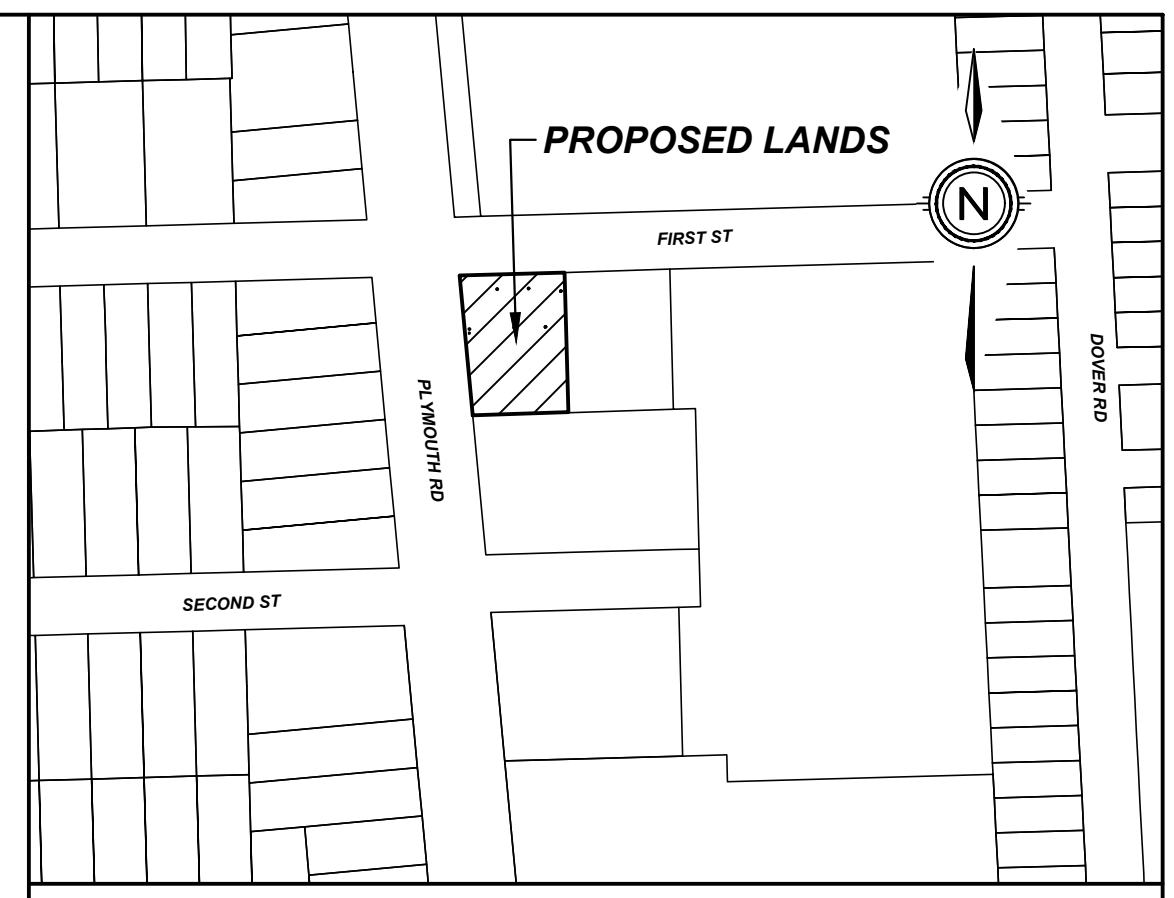 PROPOSED LANDS
N
FIRST ST
DOVER RD
PLYMOUTH RD
SECOND ST